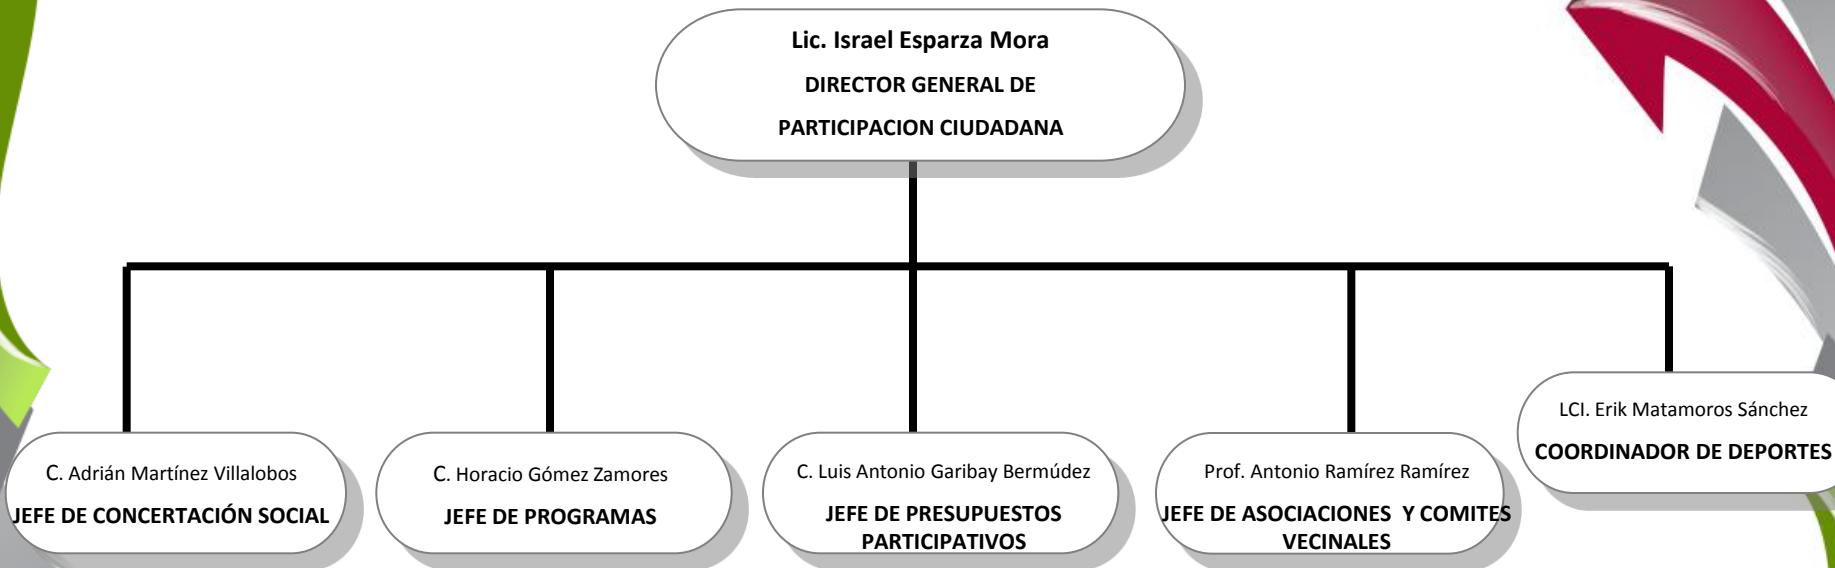 Lic. Israel Esparza Mora
DIRECTOR GENERAL DE
PARTICIPACION CIUDADANA
C. Adrián Martínez Villalobos
JEFE DE CONCERTACIÓN SOCIAL
C. Horacio Gómez Zamores
JEFE DE PROGRAMAS
C. Luis Antonio Garibay Bermúdez
JEFE DE PRESUPUESTOS
PARTICIPATIVOS
Prof. Antonio Ramírez Ramírez
JEFE DE ASOCIACIONES Y COMITES
VECINALES
LCI. Erik Matamoros Sánchez
COORDINADOR DE DEPORTES